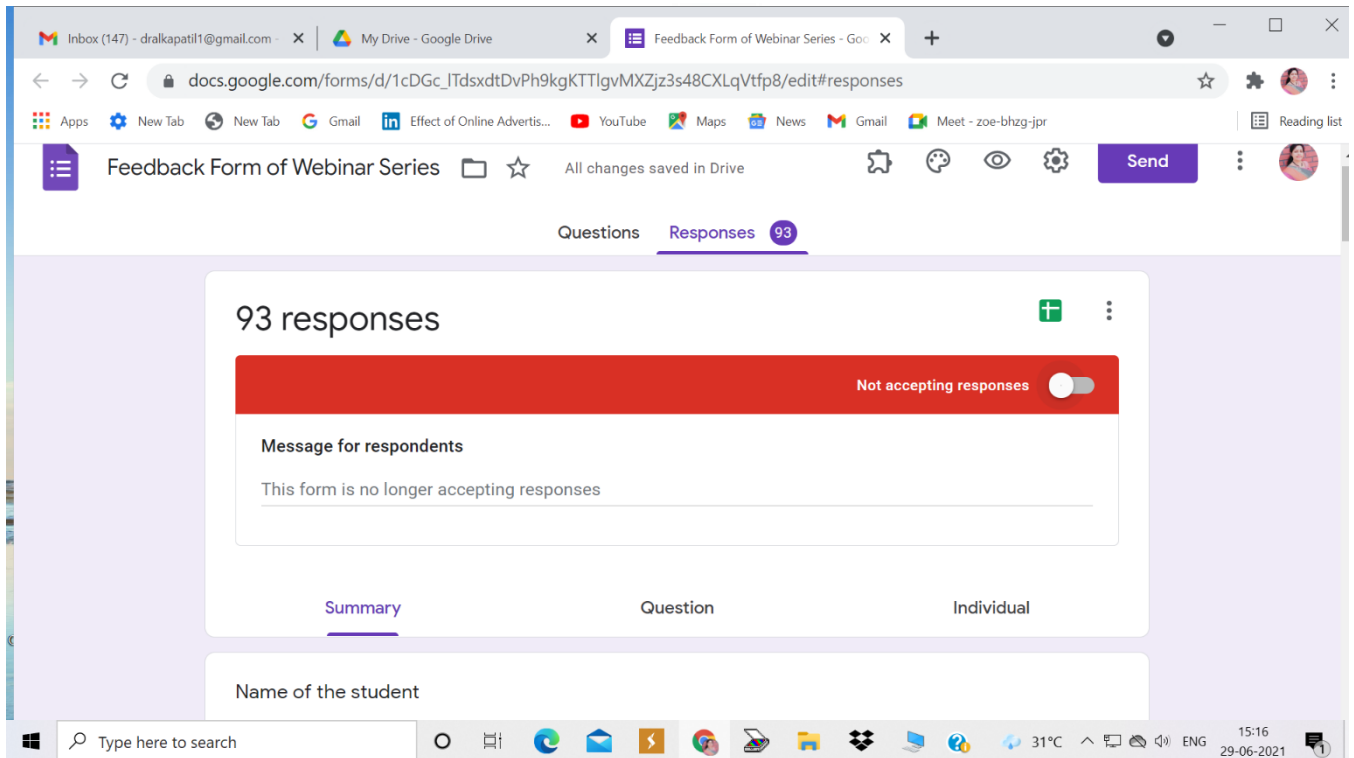 Inbox (147) - dralkapatil1@gmail.com -
My Drive - Google Drive
Feedback Form of Webinar Series - Goo
docs.google.com/forms/d/1cDGc_lTdsxdtDvPh9kgKTTlgvMXZjz3s48CXLqVtfp8/edit#responses
Apps New Tab New Tab Gmail Effect of Online Advertis... YouTube Maps News Gmail Meet - zoe-bhzg-jpr Reading list
Feedback Form of Webinar Series All changes saved in Drive Send
Questions Responses 93
93 responses
Not accepting responses
Message for respondents
This form is no longer accepting responses
Summary Question Individual
Name of the student
Type here to search 31°C ENG 15:16
29-06-2021 1